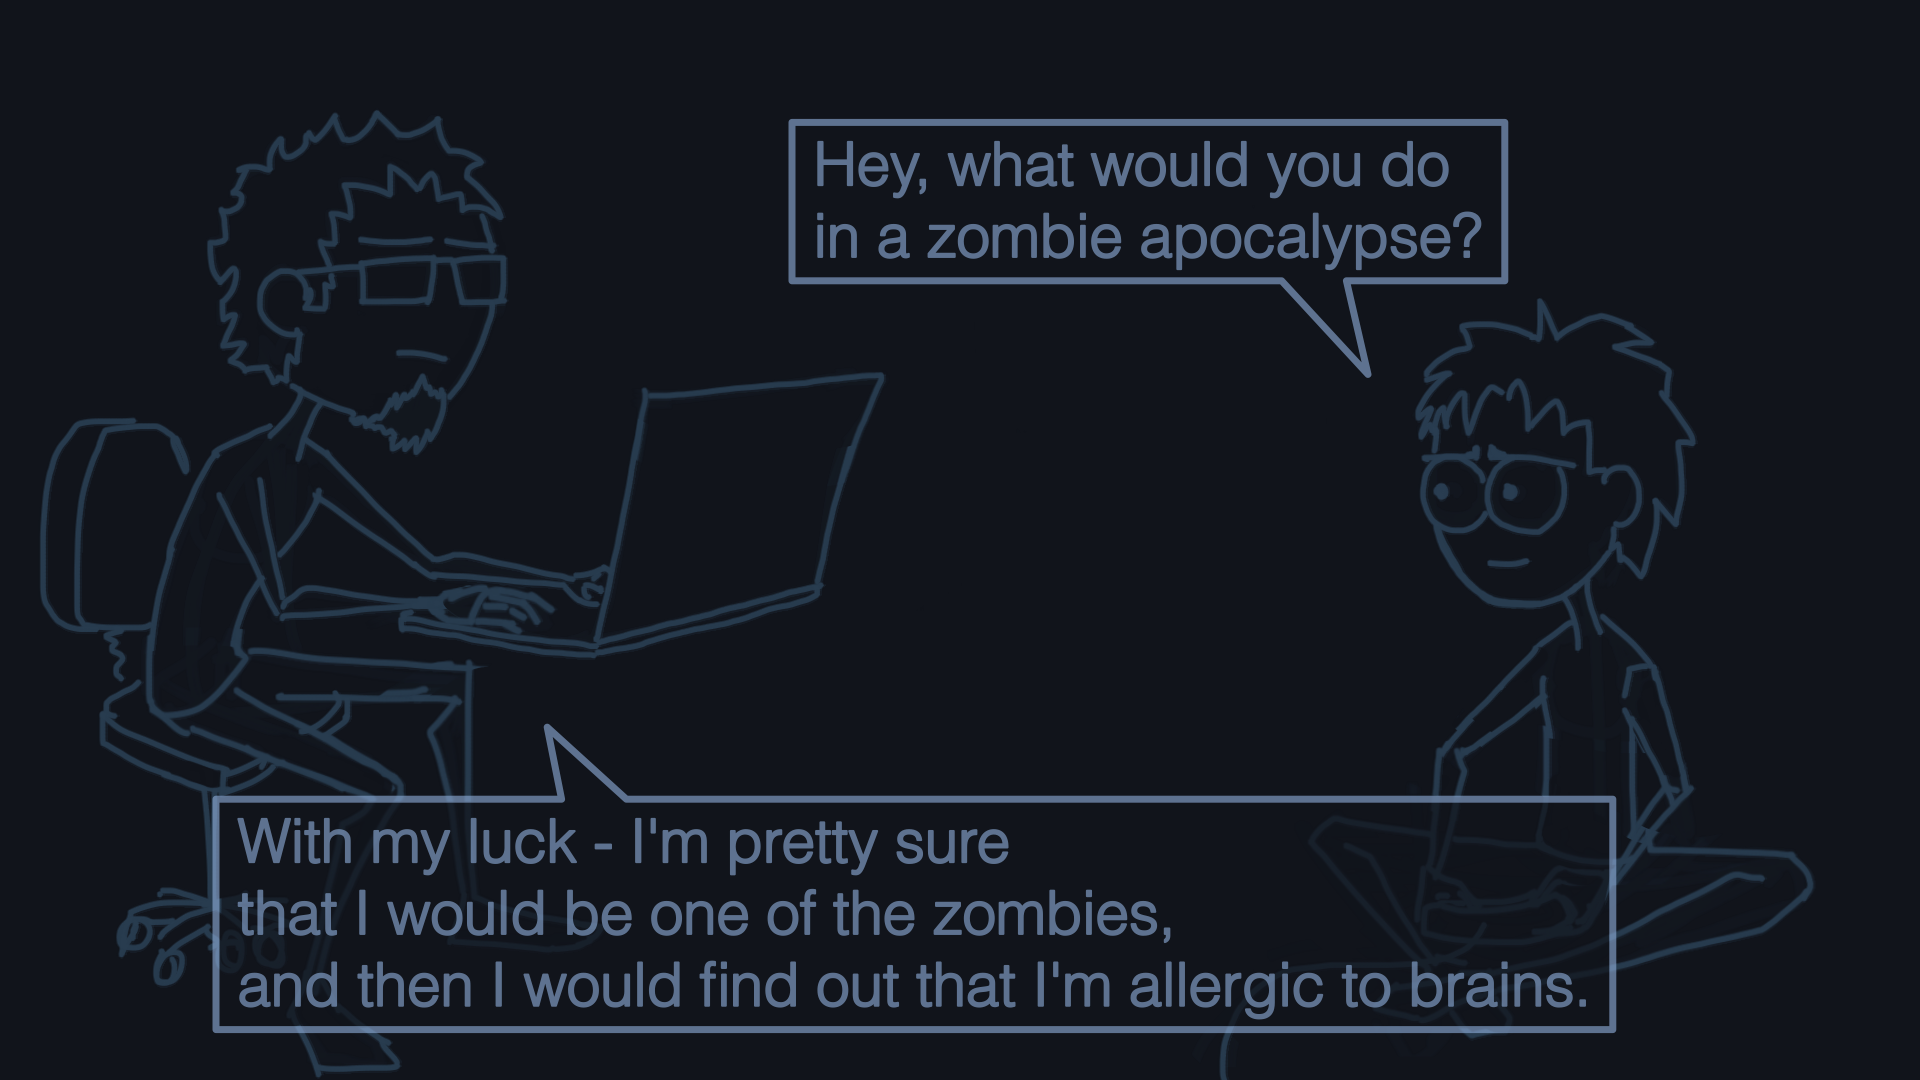 Hey, what would you do
in a zombie apocalypse?
With my luck - I'm pretty sure
that I would be one of the zombies,
and then I would find out that I'm allergic to brains.